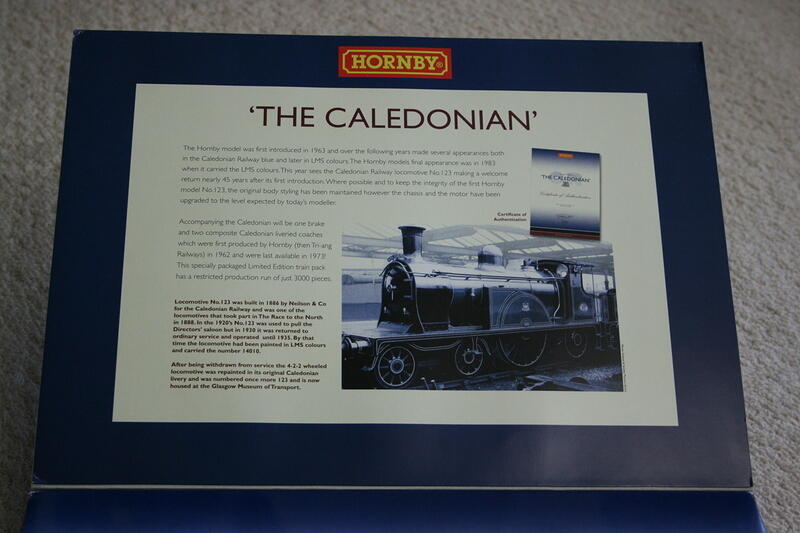 HORNBY
'THE CALEDONIAN'
The Hornby model was first introduced in 1963 and over the following years made several appearances both
in the Caledonian Railway blue and later in LMS colours. The Hornby models final appearance was in 1983
when it carried the LMS colours. This year sees the Caledonian Railway locomotive No.123 making a welcome
return nearly 45 years after its first introduction. Where possible and to keep the integrity of the first Hornby
model No.123, the original body styling has been maintained however the chassis and the motor have been
upgraded to the level expected by today's modeller.
Accompanying the Caledonian will be one brake
and two composite Caledonian liveried coaches
which were first produced by Hornby (then Tri-ang
Railways) in 1962 and were last available in 1973!
This specially packaged Limited Edition train pack
has a restricted production run of just 3000 pieces.
Locomotive No.123 was built in 1886 by Neilson & Co
for the Caledonian Railway and was one of the
locomotives that took part in The Race to the North
in 1888. In the 1920's No.123 was used to pull the
Directors' saloon but in 1930 it was returned to
ordinary service and operated until 1935. By that
time the locomotive had been painted in LMS colours
and carried the number 14010.
After being withdrawn from service the 4-2-2 wheeled
locomotive was repainted in its original Caledonian
livery and was numbered once more 123 and is now
housed at the Glasgow Museum of Transport.
'THE CALEDONIAN'
Certificate of Authentication
Certificate of
Authentication